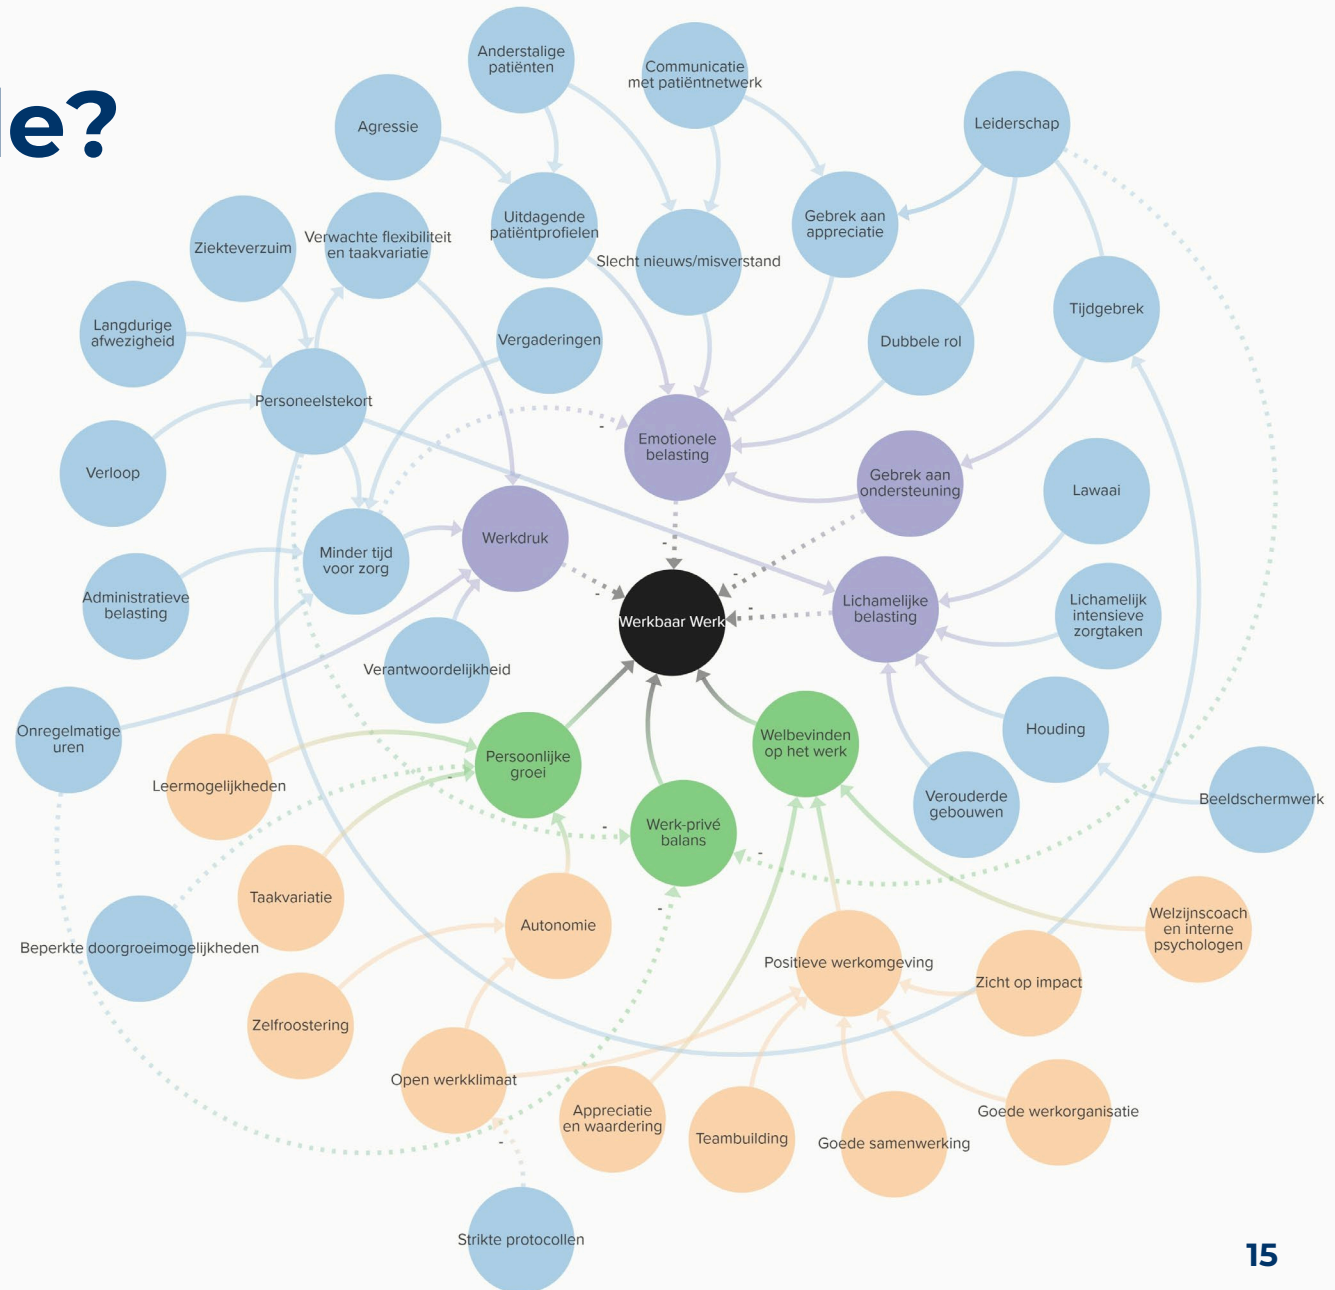 le?
Anderstalige
patiënten
Communicatie
met patiëntnetwerk
Agressie
Leiderschap
Uitdagende
patiëntprofielen
Gebrek aan
appreciatie
Ziekteverzuim
Verwachte flexibiliteit
en taakvariatie
Slecht nieuws/misverstand
Langdurige
afwezigheid
Vergaderingen
Dubbele rol
Tijdgebrek
Personeelstekort
-
Emotionele
belasting
Verloop
Gebrek aan
ondersteuning
Lawaai
Werkdruk
Minder tijd
voor zorg
-
-
-
-
Administratieve
belasting
Werkbaar Werk
Lichamelijke
belasting
Lichamelijk
intensieve
zorgtaken
Verantwoordelijkheid
Onregelmatige
uren
Persoonlijke
groei
Welbevinden
op het werk
Houding
Leermogelijkheden
-
Verouderde
gebouwen
Beeldschermwerk
-
Werk-privé
balans
-
Taakvariatie
-
Autonomie
Welzijnscoach
en interne
psychologen
Beperkte doorgroeimogelijkheden
Positieve werkomgeving
Zicht op impact
Zelfroostering
Open werkklimaat
Appreciatie
en waardering
Teambuilding
Goede samenwerking
Goede werkorganisatie
-
Strikte protocollen
15